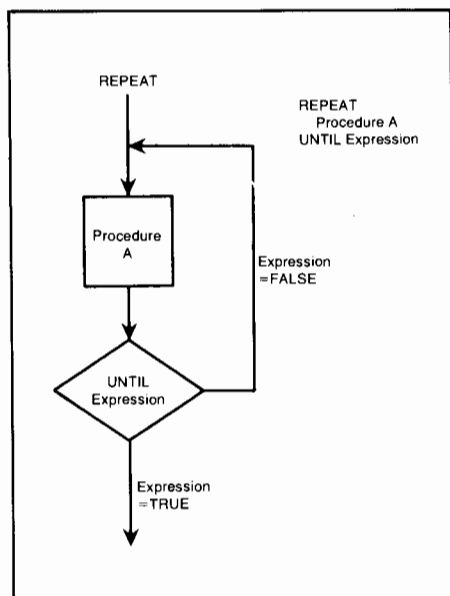 REPEAT
REPEAT
Procedure A
UNTIL Expression
Procedure
A
Expression
=FALSE
UNTIL
Expression
Expression
=TRUE